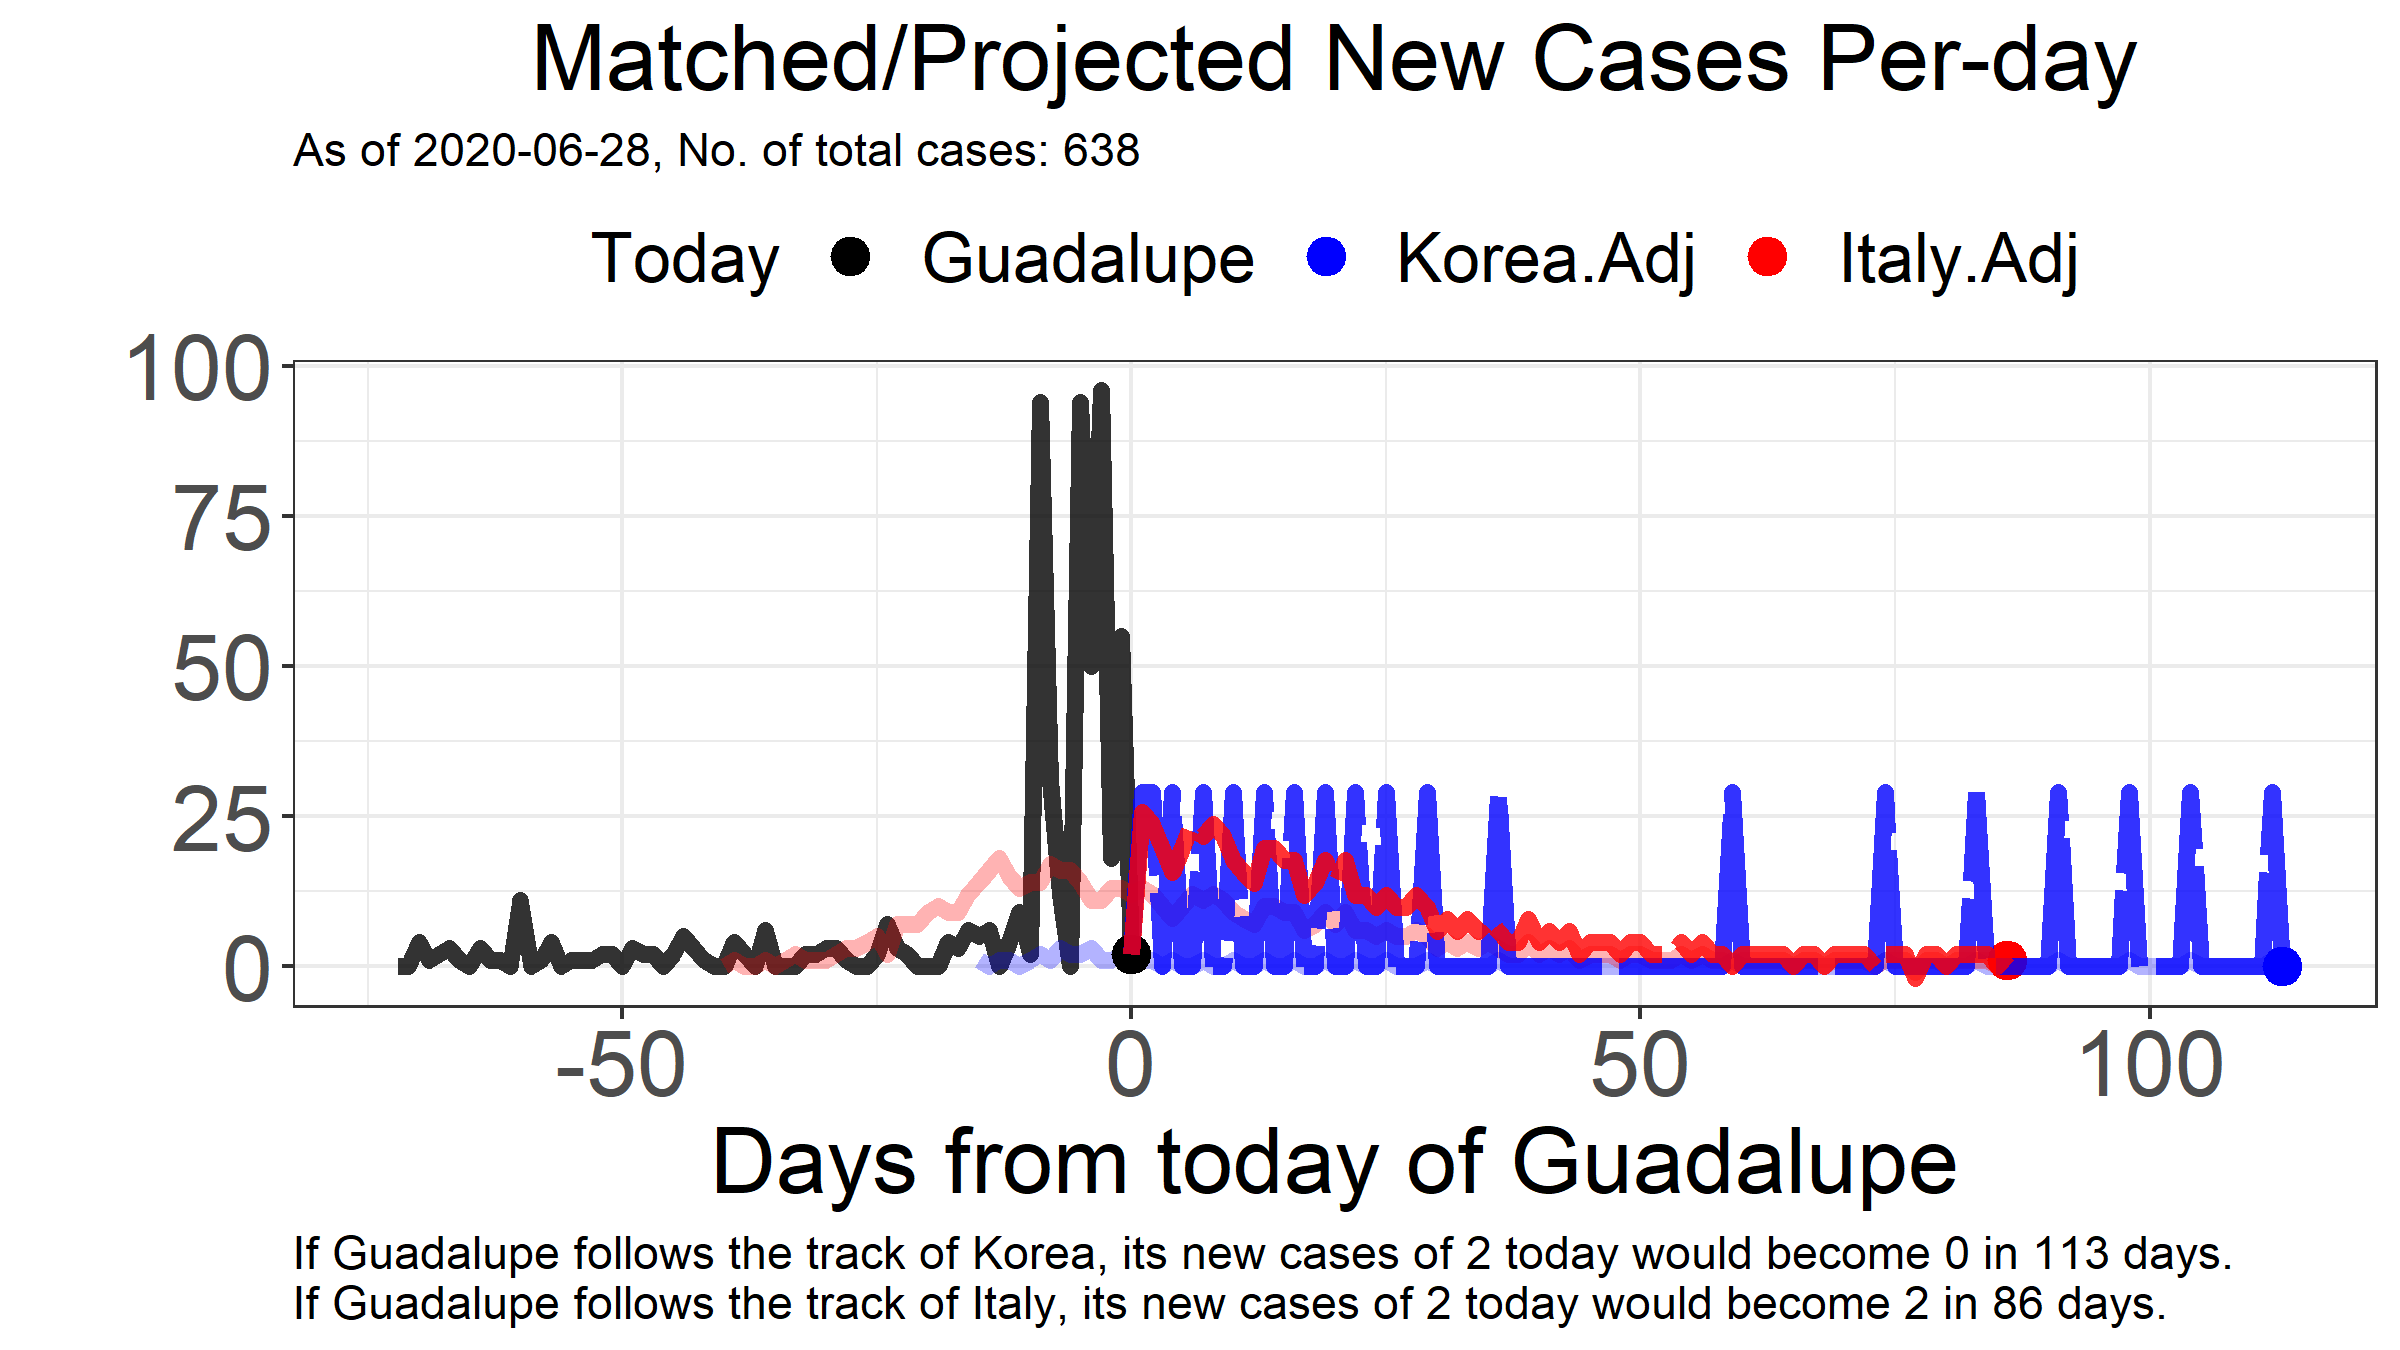 Matched/Projected New Cases Per-day
As of 2020-06-28, No. of total cases: 638
Today Guadalupe Korea.Adj Italy.Adj
100
75
50
25
0
-50 0 50 100
Days from today of Guadalupe
If Guadalupe follows the track of Korea, its new cases of 2 today would become 0 in 113 days.
If Guadalupe follows the track of Italy, its new cases of 2 today would become 2 in 86 days.